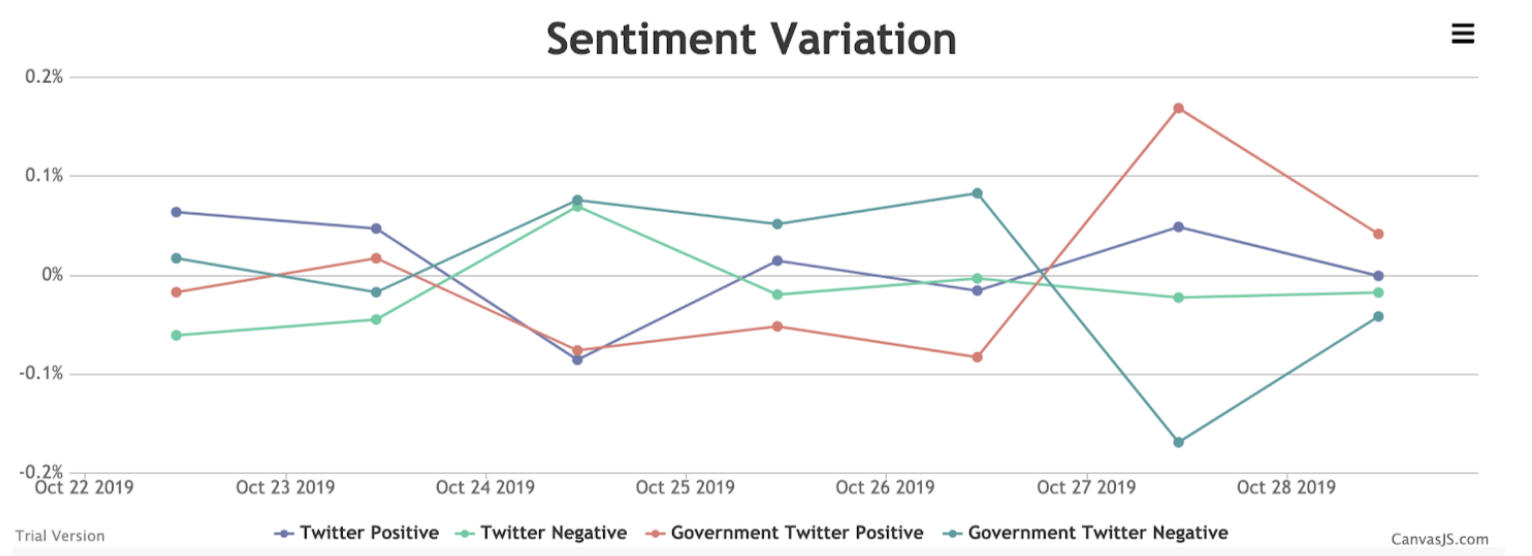 Sentiment Variation
0.2%
0.1%
0%
-0.1%
-0.2%
Oct 22 2019 Oct 23 2019 Oct 24 2019 Oct 25 2019 Oct 26 2019 Oct 27 2019 Oct 28 2019
Twitter Positive Twitter Negative Government Twitter Positive Government Twitter Negative
Trial Version CanvasJS.com